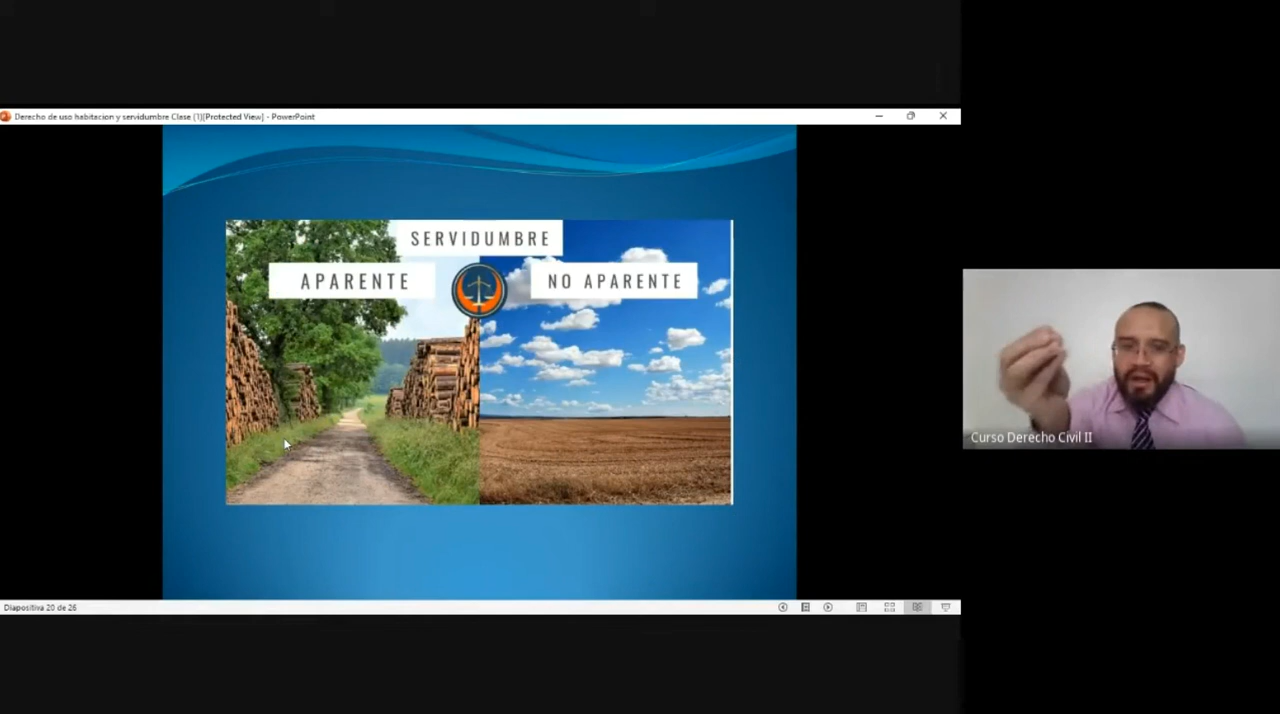 Derecho de uso habitacion y servidumbre Clase (1)[Protected View] - PowerPoint
SERVIDUMBRE
APARENTE
NO APARENTE
Curso Derecho Civil II
Diapositiva 20 de 26